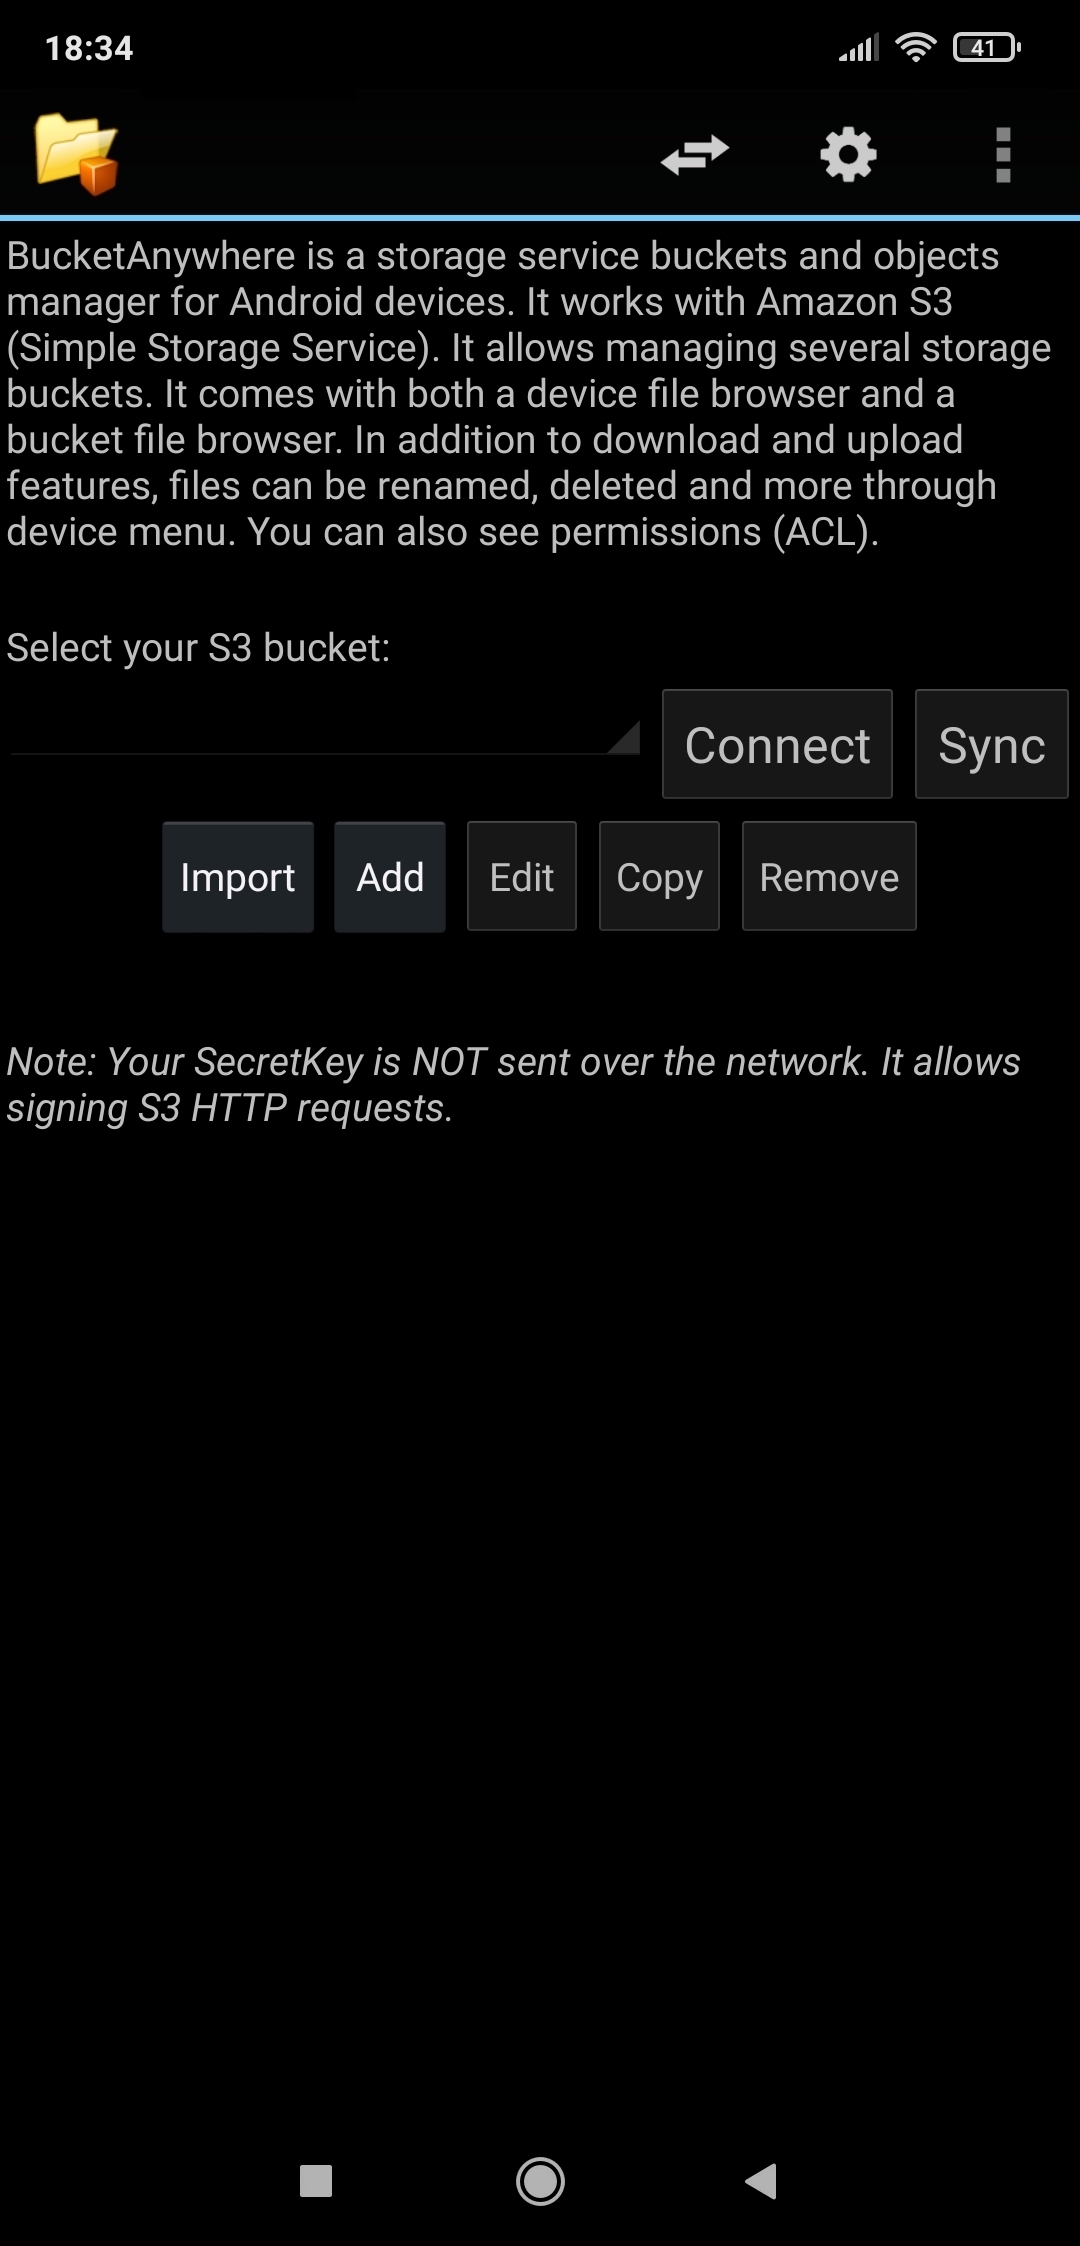 18:34
41
BucketAnywhere is a storage service buckets and objects
manager for Android devices. It works with Amazon S3
(Simple Storage Service). It allows managing several storage
buckets. It comes with both a device file browser and a
bucket file browser. In addition to download and upload
features, files can be renamed, deleted and more through
device menu. You can also see permissions (ACL).
Select your S3 bucket:
Connect Sync
Import Add Edit Copy Remove
Note: Your SecretKey is NOT sent over the network. It allows
signing S3 HTTP requests.